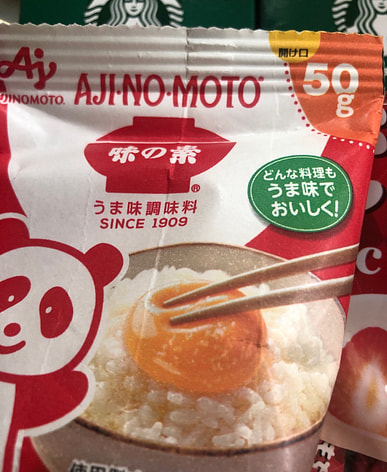 開け口
50g
Aj
AJINOMOTO
AJI-NO-MOTO®
味の素
®
うま味調味料
SINCE 1909
どんな料理も
うま味で
おいしく!
c